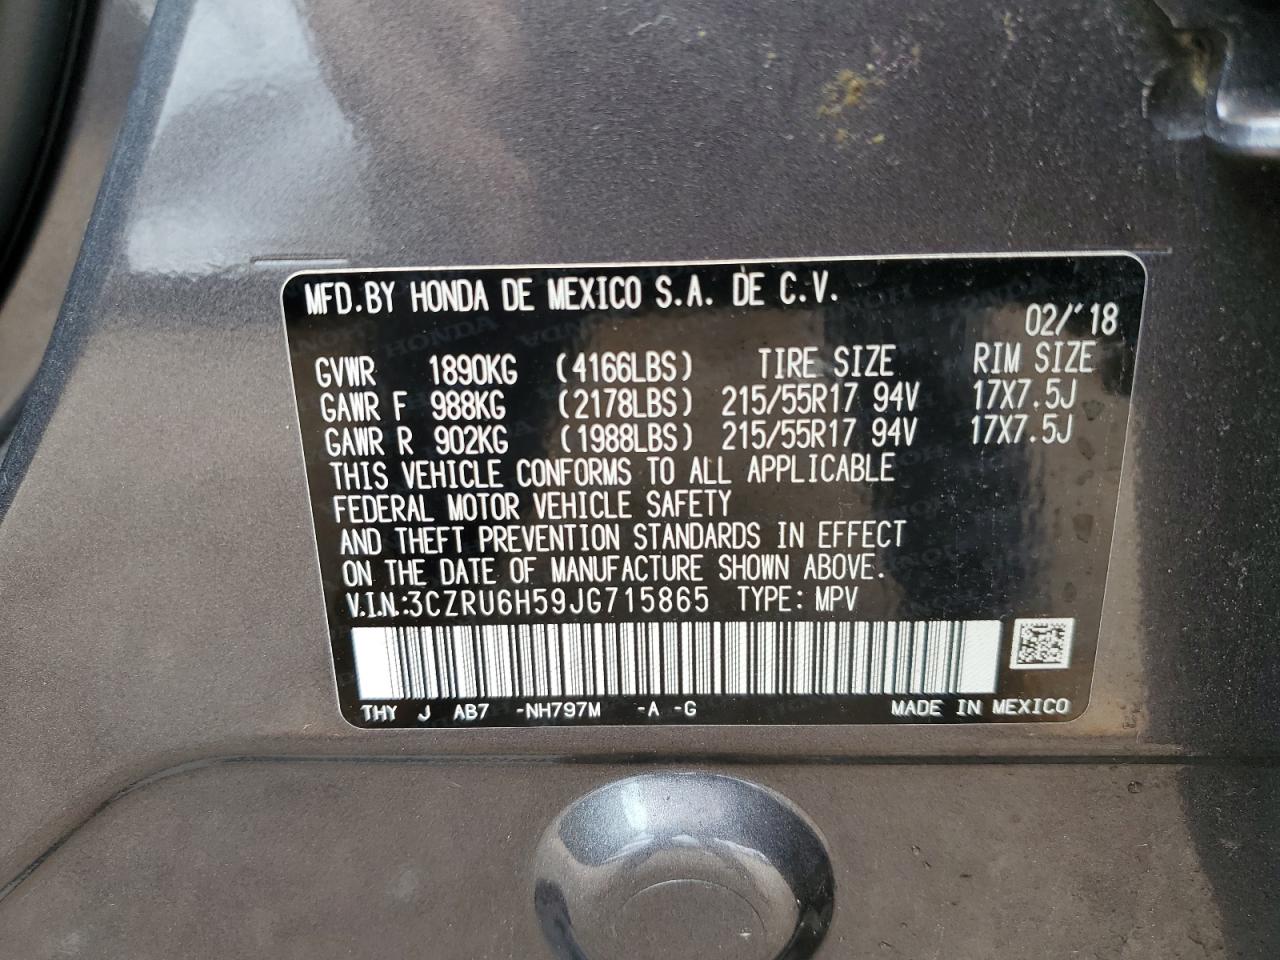 MFD.BY HONDA DE MEXICO S.A. DE C.V.
02/'18
GVWR 1890KG (4166LBS) TIRE SIZE RIM SIZE
GAWR F 988KG (2178LBS) 215/55R17 94V 17X7.5J
GAWR R 902KG (1988LBS) 215/55R17 94V 17X7.5J
THIS VEHICLE CONFORMS TO ALL APPLICABLE
FEDERAL MOTOR VEHICLE SAFETY
AND THEFT PREVENTION STANDARDS IN EFFECT
ON THE DATE OF MANUFACTURE SHOWN ABOVE.
V.I.N.:3CZRU6H59JG715865 TYPE: MPV
THY J AB7 -NH797M -A -G MADE IN MEXICO